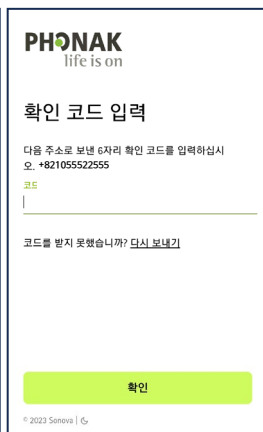 PHONAK
life is on
확인 코드 입력
다음 주소로 보낸 6자리 확인 코드를 입력하십시
오. +821055522555
코드
코드를 받지 못했습니까? 다시 보내기
확인
© 2023 Sonova |